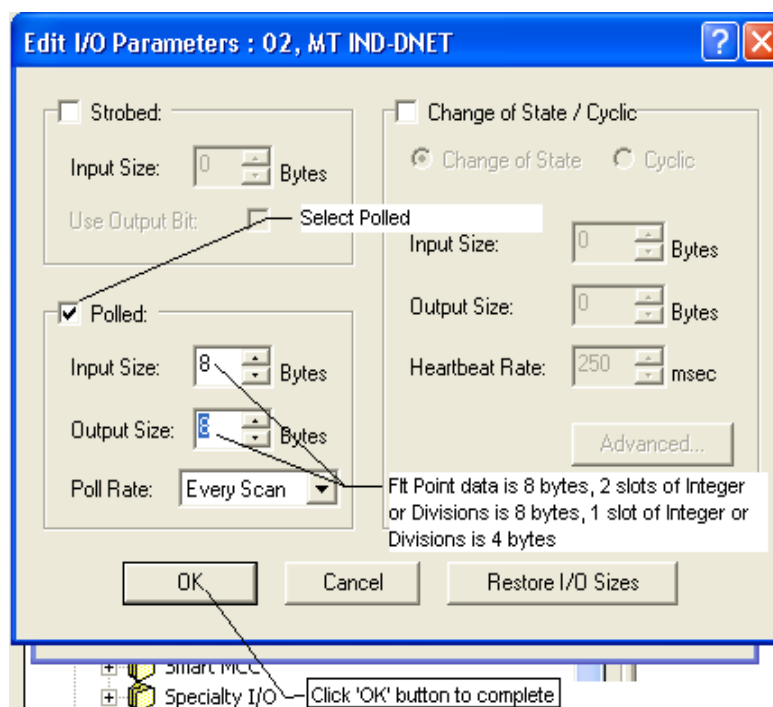 Edit I/O Parameters : 02, MT IND-DNET
Strobed:
Input Size: 0 Bytes
Use Output Bit:
Select Polled
Polled:
Input Size: 8 Bytes
Output Size: 8 Bytes
Poll Rate: Every Scan
Change of State / Cyclic
Change of State Cyclic
Input Size: 0 Bytes
Output Size: 0 Bytes
Heartbeat Rate: 250 msec
Advanced...
Flt Point data is 8 bytes, 2 slots of Integer
or Divisions is 8 bytes, 1 slot of Integer or
Divisions is 4 bytes
OK Cancel Restore I/O Sizes
Smart MCC
Specialty I/O
Click 'OK' button to complete